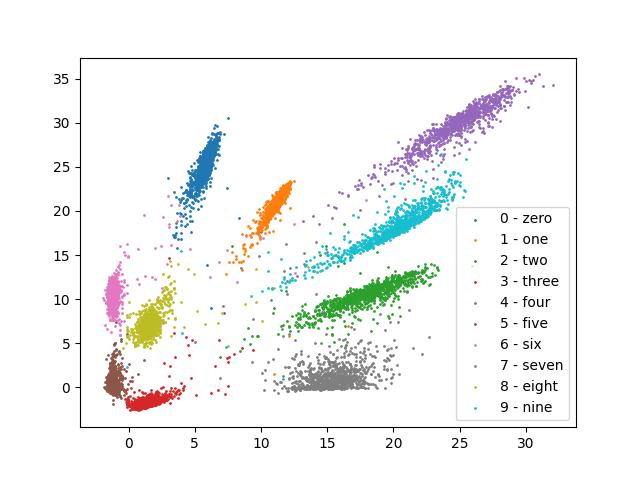 35
30
25
20
15
10
5
0
0 5 10 15 20 25 30
0 - zero
1 - one
2 - two
3 - three
4 - four
5 - five
6 - six
7 - seven
8 - eight
9 - nine